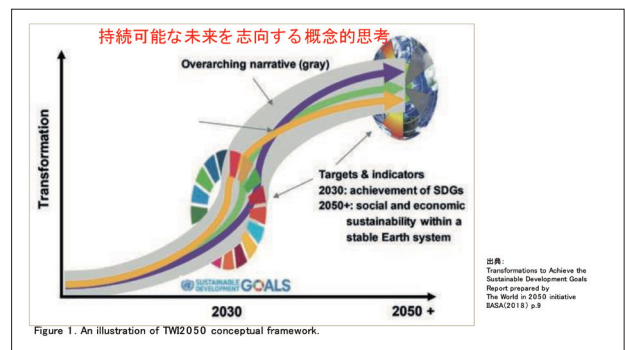 持続可能な未来を志向する概念的思考
Overarching narrative (gray)
Transformation
Targets & indicators
2030: achievement of SDGs
2050+: social and economic
sustainability within a
stable Earth system
SUSTAINABLE
DEVELOPMENT
GOALS
2030
2050 +
出典:
Transformations to Achieve the
Sustainable Development Goals
Report prepared by
The World in 2050 initiative
IIASA(2018) p.9
Figure 1. An illustration of TWI2050 conceptual framework.